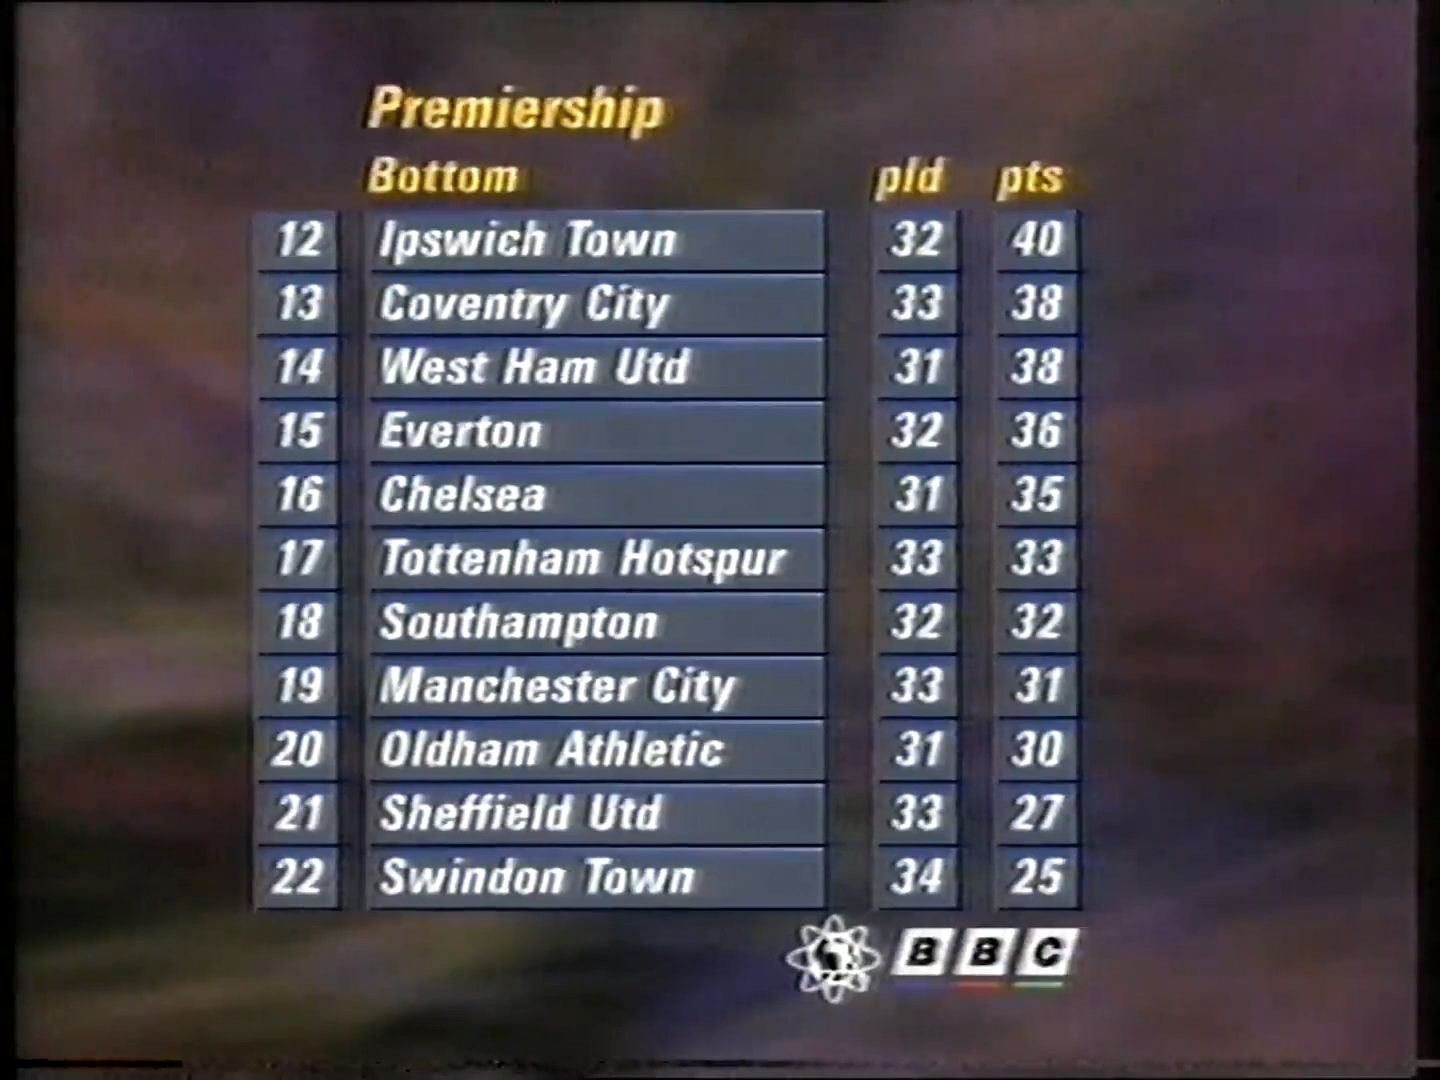 Premiership
Bottom pld pts
12 Ipswich Town 32 40
13 Coventry City 33 38
14 West Ham Utd 31 38
15 Everton 32 36
16 Chelsea 31 35
17 Tottenham Hotspur 33 33
18 Southampton 32 32
19 Manchester City 33 31
20 Oldham Athletic 31 30
21 Sheffield Utd 33 27
22 Swindon Town 34 25
BBC